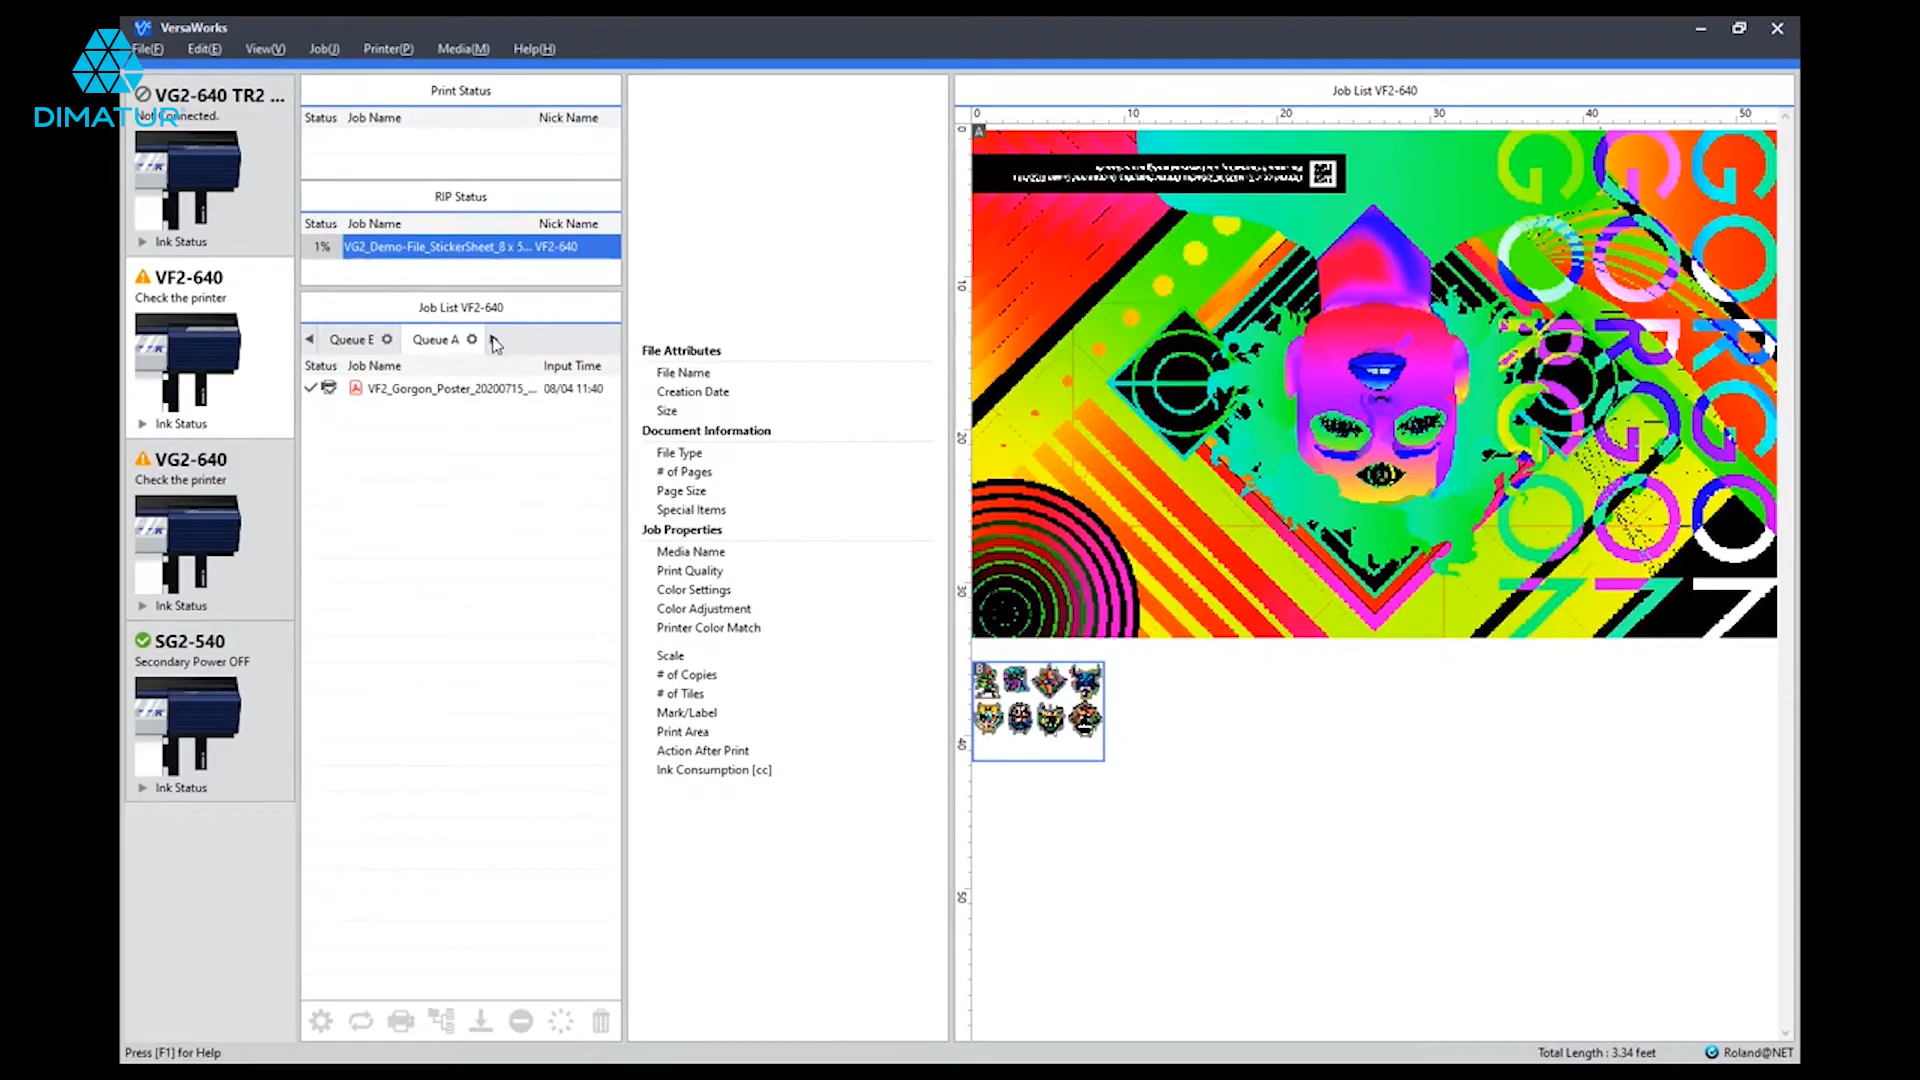 VersaWorks
File(F) Edit(E) View(V) Job(J) Printer(P) Media(M) Help(H)
DIMATUR
VG2-640 TR2 ...
Not Connected.
Ink Status
VF2-640
Check the printer
Ink Status
VG2-640
Check the printer
Ink Status
SG2-540
Secondary Power OFF
Ink Status
Print Status
Status Job Name Nick Name
RIP Status
Status Job Name Nick Name
1% VG2_Demo-File_StickerSheet_8 x 5... VF2-640
Job List VF2-640
Queue E Queue A
Status Job Name Input Time
VF2_Gorgon_Poster_20200715_... 08/04 11:40
File Attributes
File Name
Creation Date
Size
Document Information
File Type
# of Pages
Page Size
Special Items
Job Properties
Media Name
Print Quality
Color Settings
Color Adjustment
Printer Color Match
Scale
# of Copies
# of Tiles
Mark/Label
Print Area
Action After Print
Ink Consumption [cc]
Job List VF2-640
0 10 20 30 40 50
0
10
20
30
40
50
A
B
Press [F1] for Help
Total Length : 3.34 feet
Roland@NET